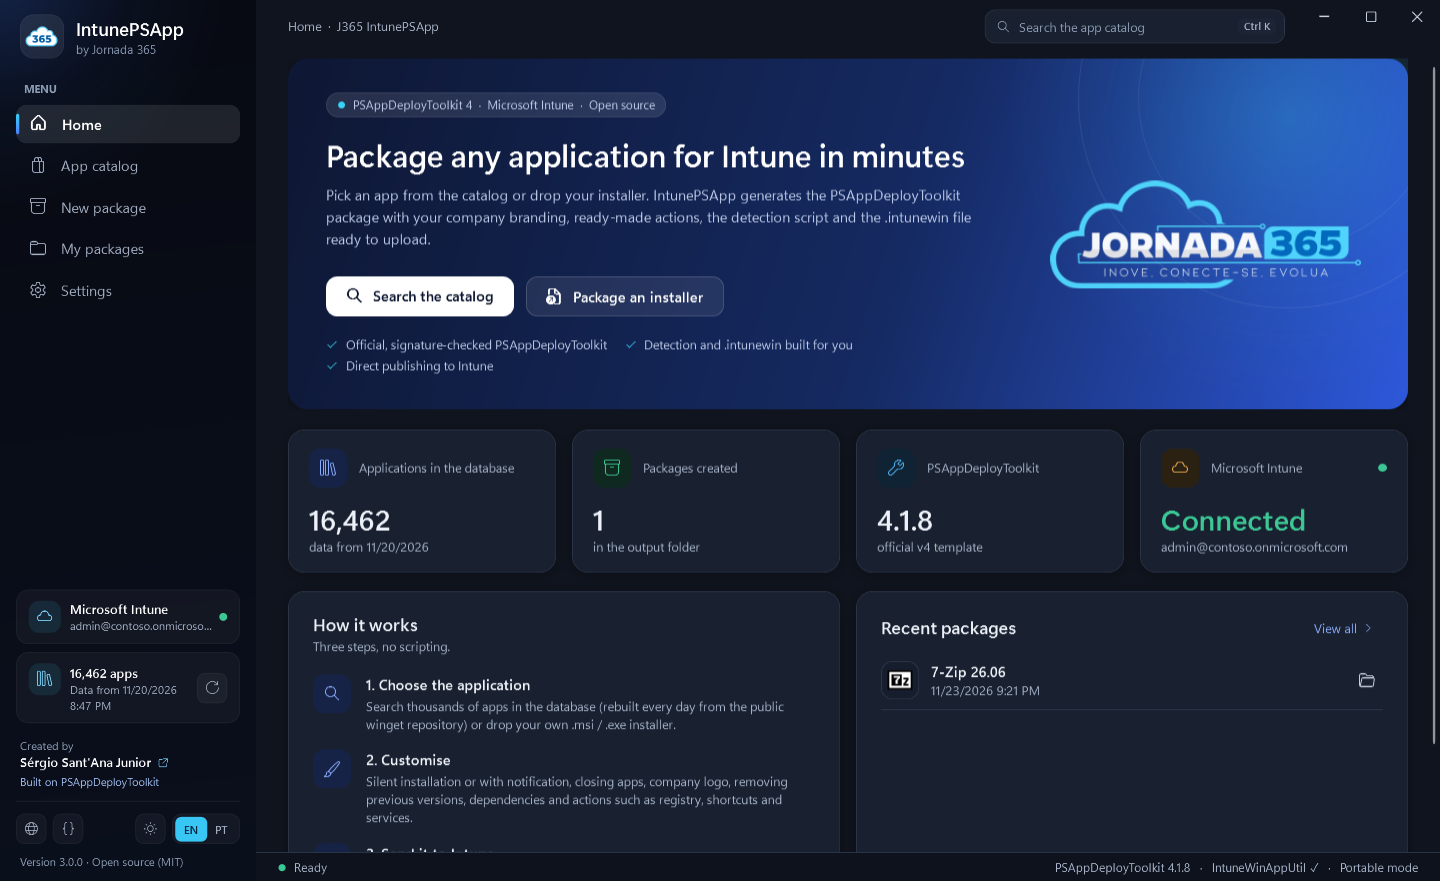 365
IntunePSApp
by Jornada 365
MENU
Home
App catalog
New package
My packages
Settings
Microsoft Intune
admin@contoso.onmicroso...
16,462 apps
Data from 11/20/2026
8:47 PM
Created by
Sérgio Sant'Ana Junior
Built on PSAppDeployToolkit
{}
EN PT
Version 3.0.0 · Open source (MIT)
Home · J365 IntunePSApp
Search the app catalog Ctrl K
PSAppDeployToolkit 4 · Microsoft Intune · Open source
Package any application for Intune in minutes
Pick an app from the catalog or drop your installer. IntunePSApp generates the PSAppDeployToolkit
package with your company branding, ready-made actions, the detection script and the .intunewin file
ready to upload.
Search the catalog
Package an installer
✓ Official, signature-checked PSAppDeployToolkit ✓ Detection and .intunewin built for you
✓ Direct publishing to Intune
JORNADA 365
INOVE. CONECTE-SE. EVOLUA
Applications in the database
16,462
data from 11/20/2026
Packages created
1
in the output folder
PSAppDeployToolkit
4.1.8
official v4 template
Microsoft Intune
Connected
admin@contoso.onmicrosoft.com
How it works
Three steps, no scripting.
1. Choose the application
Search thousands of apps in the database (rebuilt every day from the public
winget repository) or drop your own .msi / .exe installer.
2. Customise
Silent installation or with notification, closing apps, company logo, removing
previous versions, dependencies and actions such as registry, shortcuts and
services.
Recent packages
View all
7z
7-Zip 26.06
11/23/2026 9:21 PM
Ready
PSAppDeployToolkit 4.1.8 · IntuneWinAppUtil ✓ · Portable mode